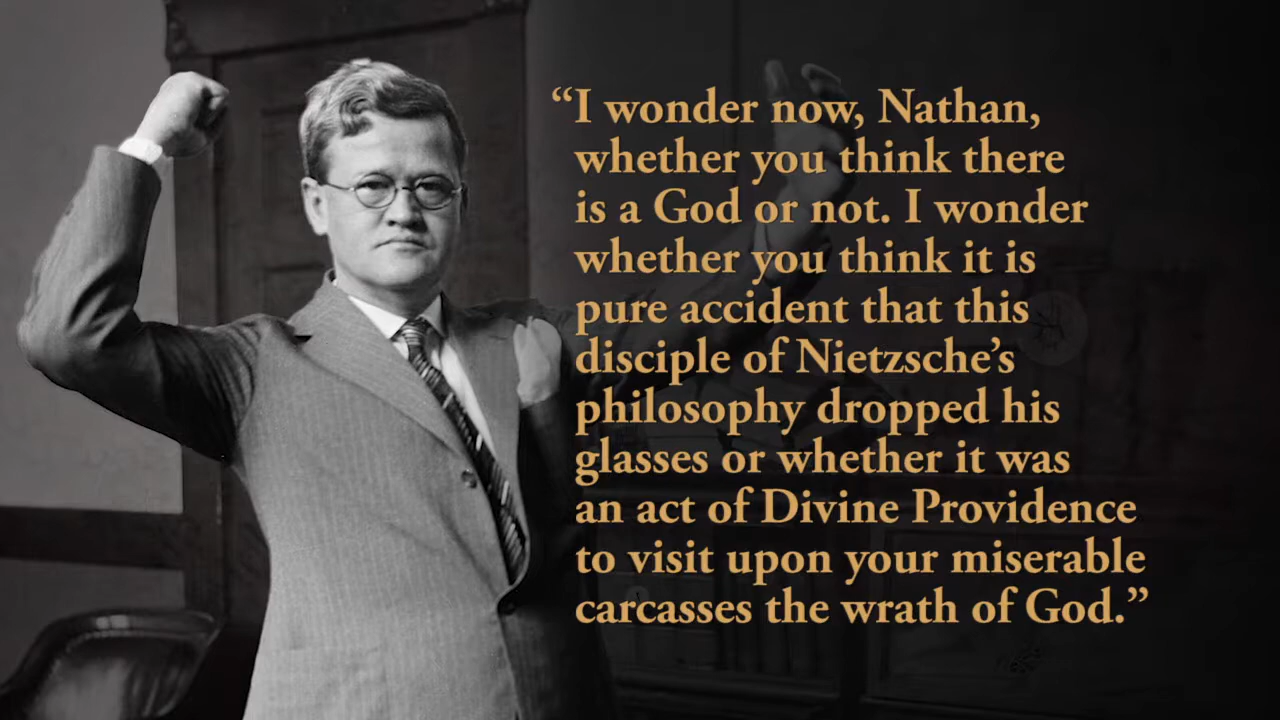 “I wonder now, Nathan,
whether you think there
is a God or not. I wonder
whether you think it is
pure accident that this
disciple of Nietzsche’s
philosophy dropped his
glasses or whether it was
an act of Divine Providence
to visit upon your miserable
carcasses the wrath of God.”